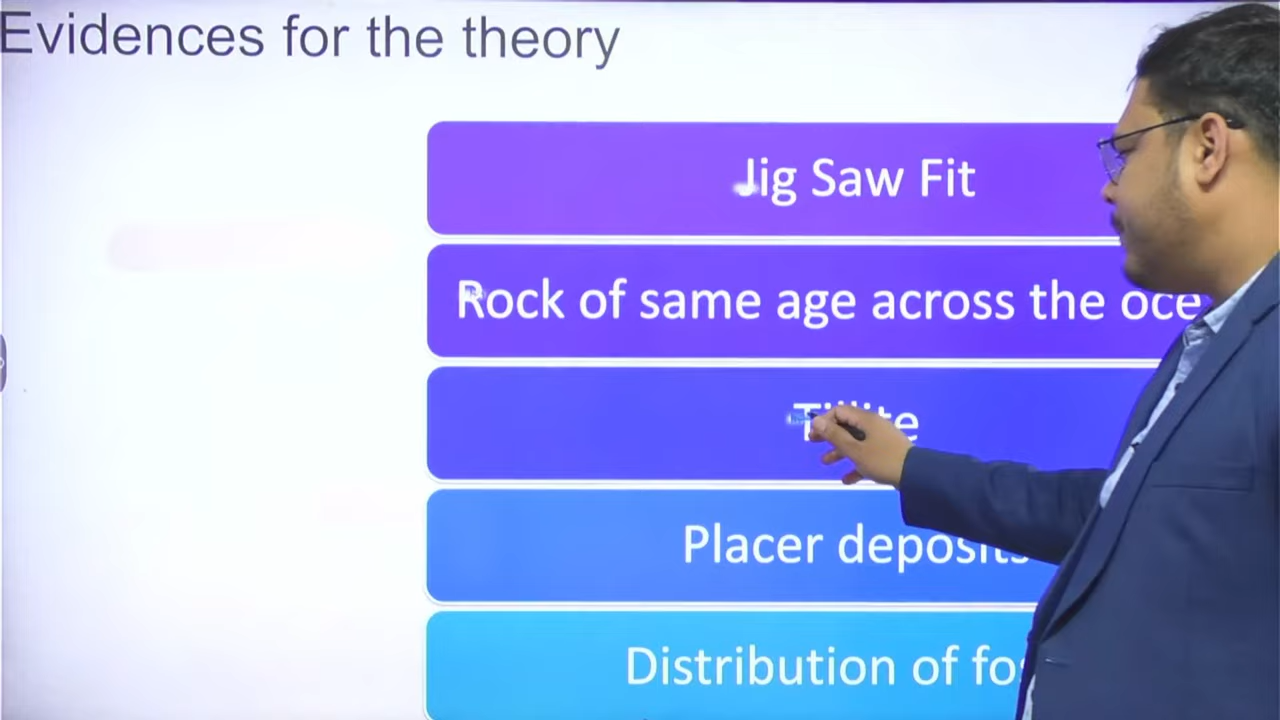 Evidences for the theory
Jig Saw Fit
Rock of same age across the
Placer deposits
Distribution of